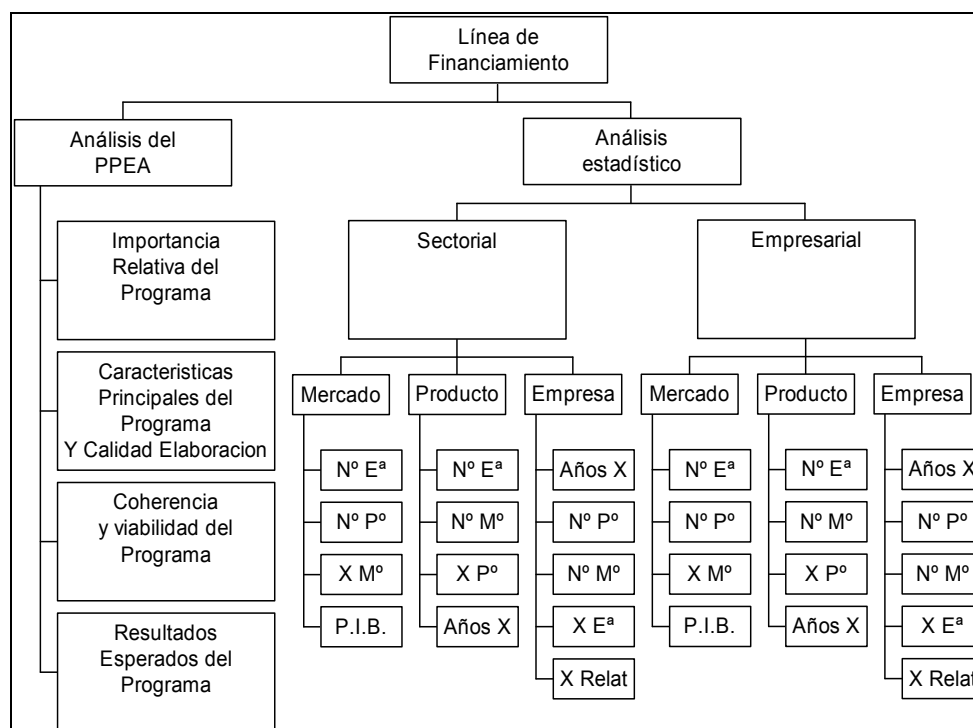 Línea de
Financiamiento
Análisis del
PPEA
Análisis
estadístico
Importancia
Relativa del
Programa
Caracteristicas
Principales del
Programa
Y Calidad Elaboracion
Coherencia
y viabilidad del
Programa
Resultados
Esperados del
Programa
Sectorial
Empresarial
Mercado
Producto
Empresa
Mercado
Producto
Empresa
Nº Eª
Nº Pº
X Mº
P.I.B.
Nº Eª
Nº Mº
X Pº
Años X
Años X
Nº Pº
Nº Mº
X Eª
X Relat
Nº Eª
Nº Pº
X Mº
P.I.B.
Nº Eª
Nº Mº
X Pº
Años X
Años X
Nº Pº
Nº Mº
X Eª
X Relat